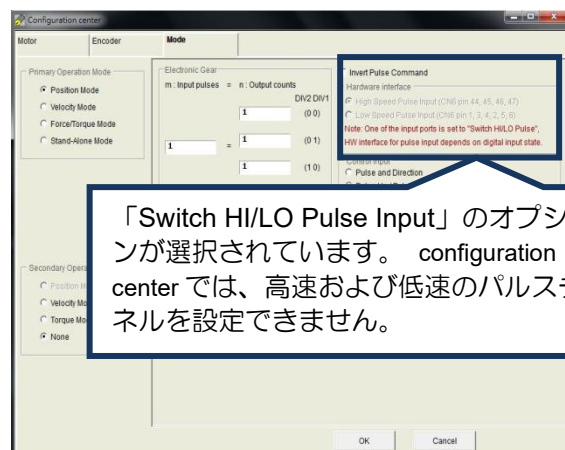 Configuration center
Motor
Encoder
Mode
Primary Operation Mode
Position Mode
Velocity Mode
Force/Torque Mode
Stand-Alone Mode
Electronic Gear
m : Input pulses = n : Output counts
DIV2 DIV1
1 (0 0)
1 = 1 (0 1)
1 (1 0)
Invert Pulse Command
Hardware interface
High Speed Pulse Input (CN6 pin 44, 45, 46, 47)
Low Speed Pulse Input (CN6 pin 1, 3, 4, 2, 5, 6)
Note: One of the input ports is set to "Switch HI/LO Pulse",
HW interface for pulse input depends on digital input state.
Control Input
Pulse and Direction
「Switch HI/LO Pulse Input」のオプシ
ンが選択されています。 configuration
center では、高速および低速のパルスチ
ネルを設定できません。
Secondary Opera
Position M
Velocity Mo
Torque Mo
None
OK
Cancel